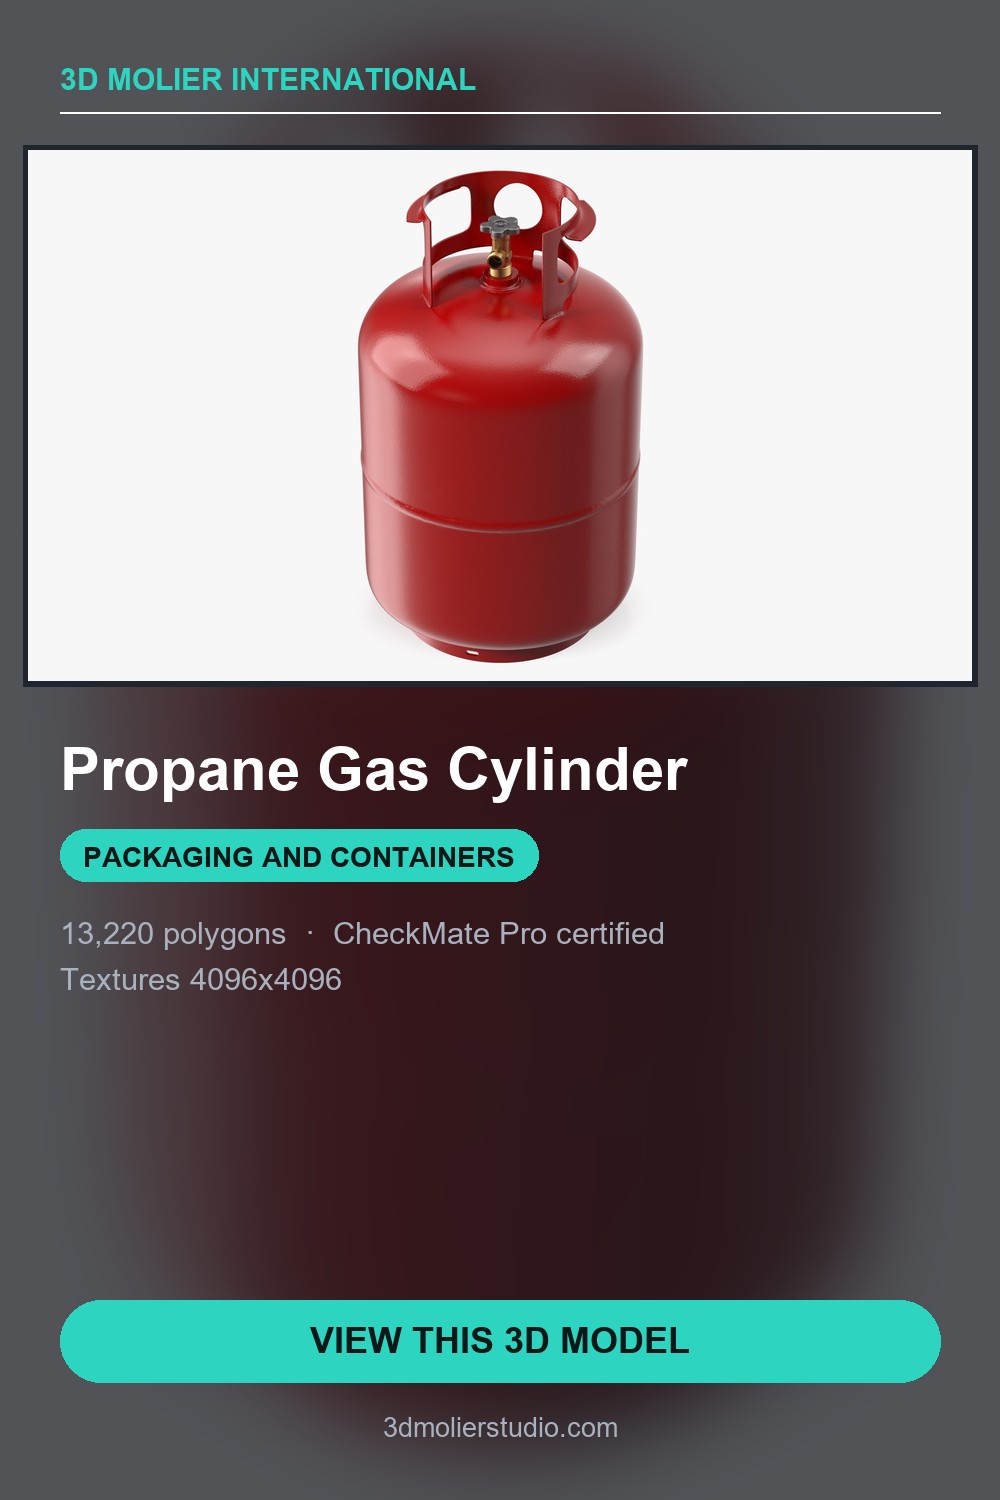 3D MOLIER INTERNATIONAL
Propane Gas Cylinder
PACKAGING AND CONTAINERS
13,220 polygons · CheckMate Pro certified
Textures 4096x4096
VIEW THIS 3D MODEL
3dmolierstudio.com